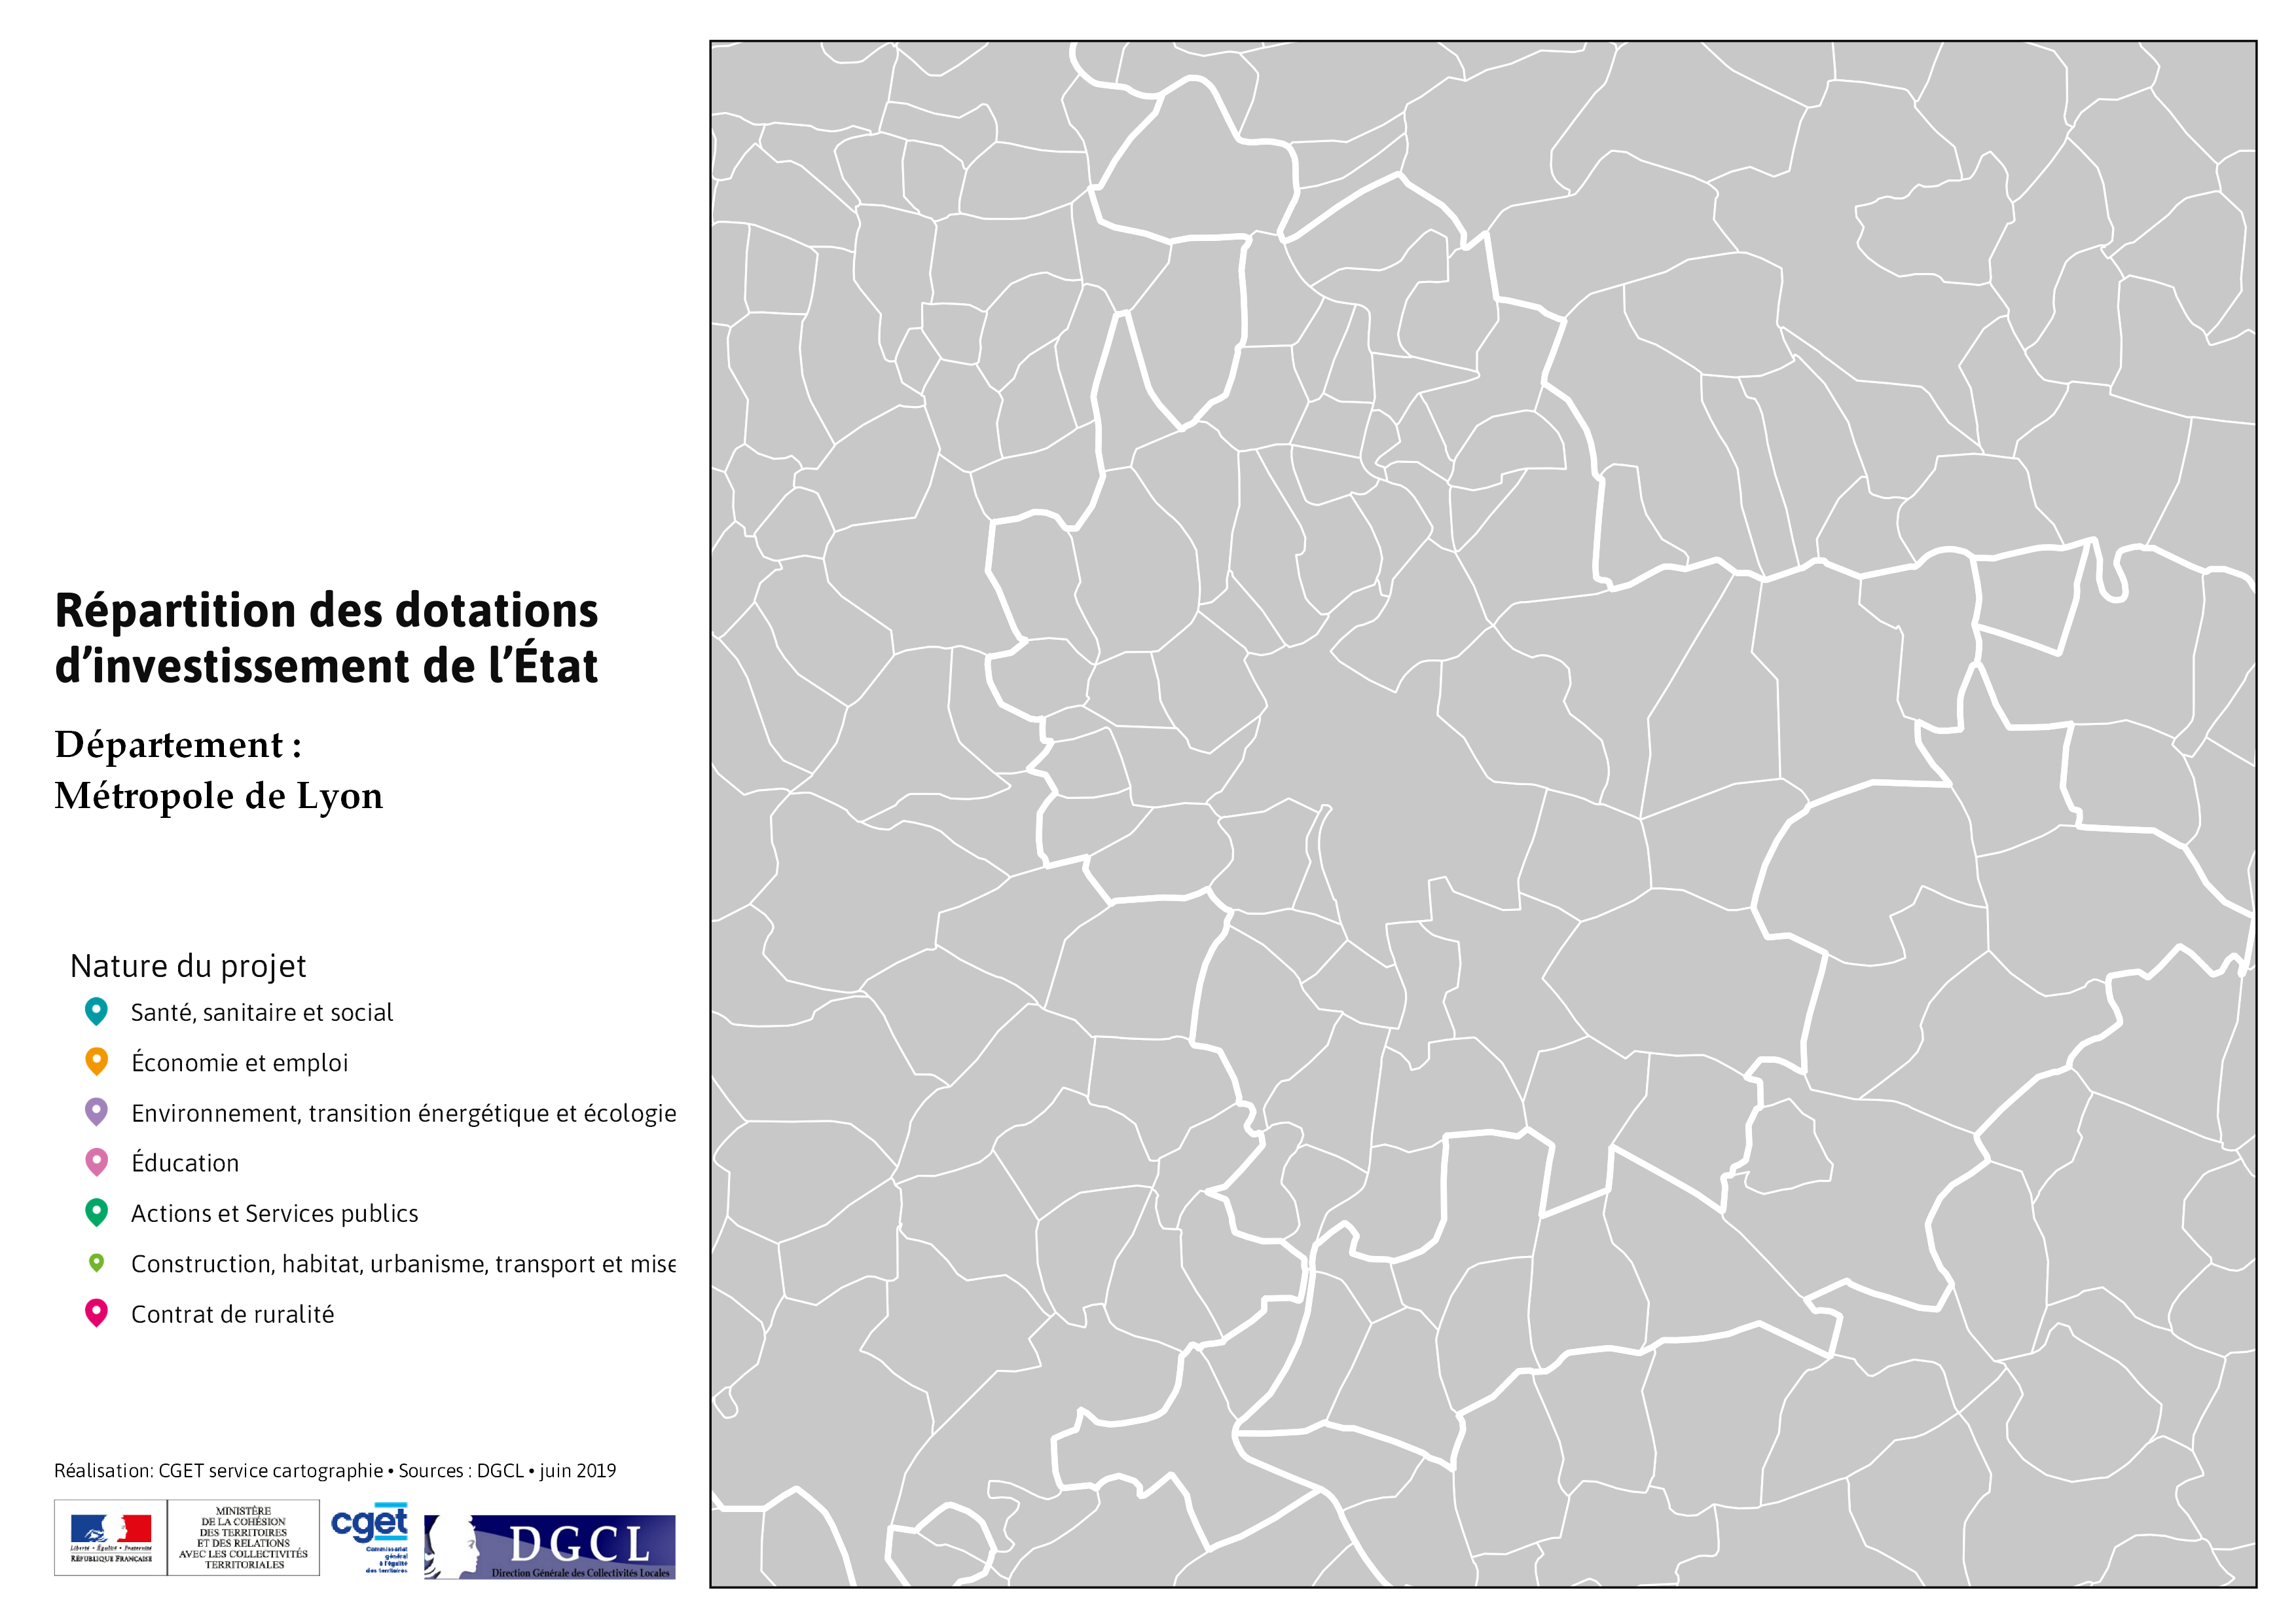 Répartition des dotations
d’investissement de l’État
Département :
Métropole de Lyon
Nature du projet
Santé, sanitaire et social
Économie et emploi
Environnement, transition énergétique et écologie
Éducation
Actions et Services publics
Construction, habitat, urbanisme, transport et mise
Contrat de ruralité
Réalisation: CGET service cartographie • Sources : DGCL • juin 2019
Liberté • Égalité • Fraternité
RÉPUBLIQUE FRANÇAISE
MINISTÈRE
DE LA COHÉSION
DES TERRITOIRES
ET DES RELATIONS
AVEC LES COLLECTIVITÉS
TERRITORIALES
cget
Commissariat
général
à l'égalité
des territoires
DGCL
Direction Générale des Collectivités Locales